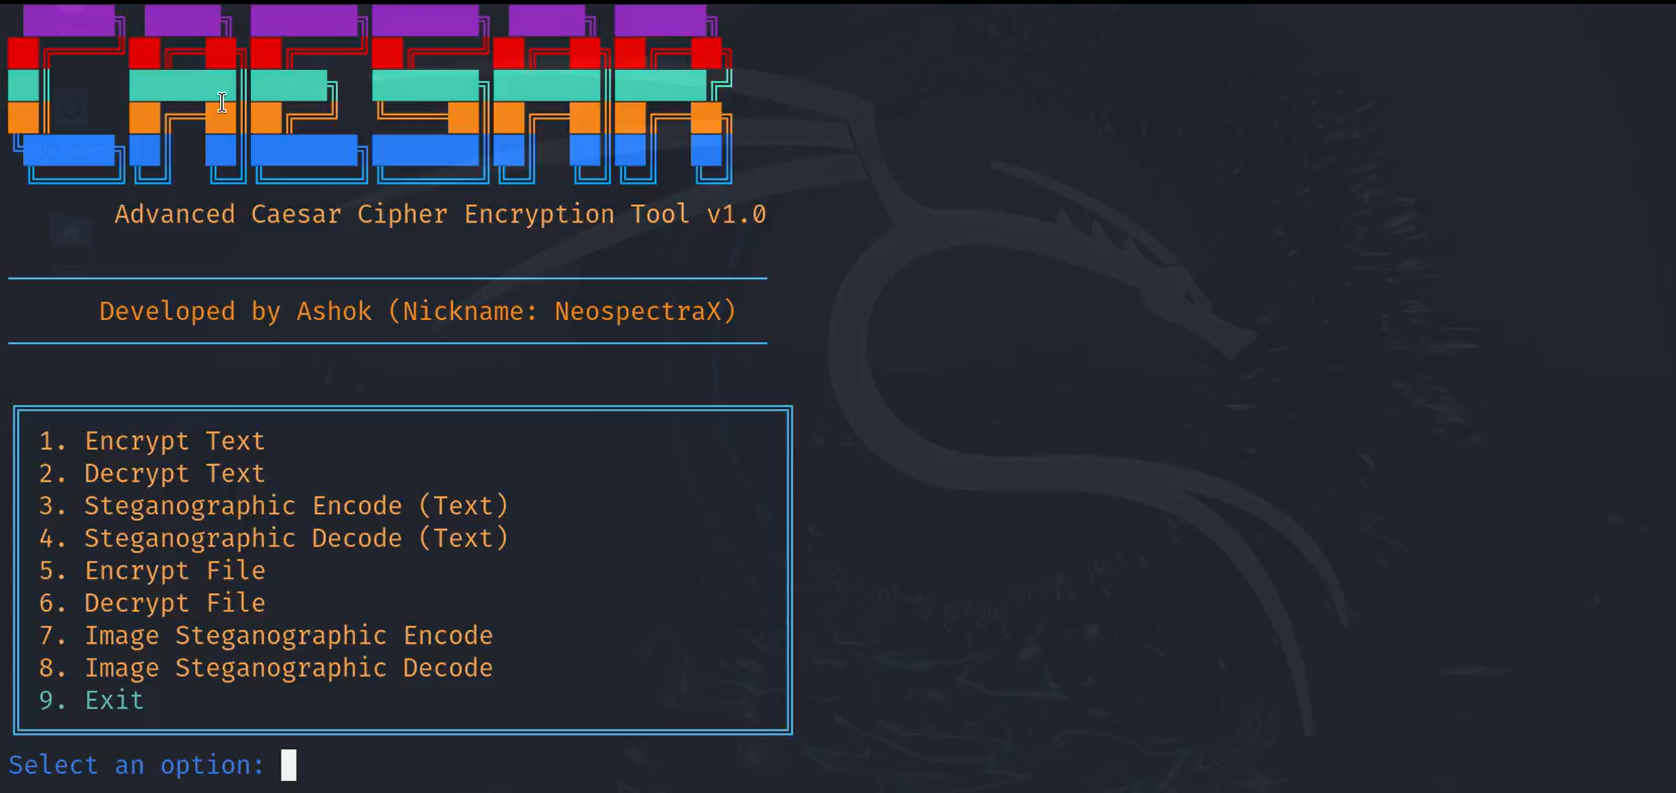 CAESAR
Advanced Caesar Cipher Encryption Tool v1.0
Developed by Ashok (Nickname: NeospectraX)
1. Encrypt Text
2. Decrypt Text
3. Steganographic Encode (Text)
4. Steganographic Decode (Text)
5. Encrypt File
6. Decrypt File
7. Image Steganographic Encode
8. Image Steganographic Decode
9. Exit
Select an option: